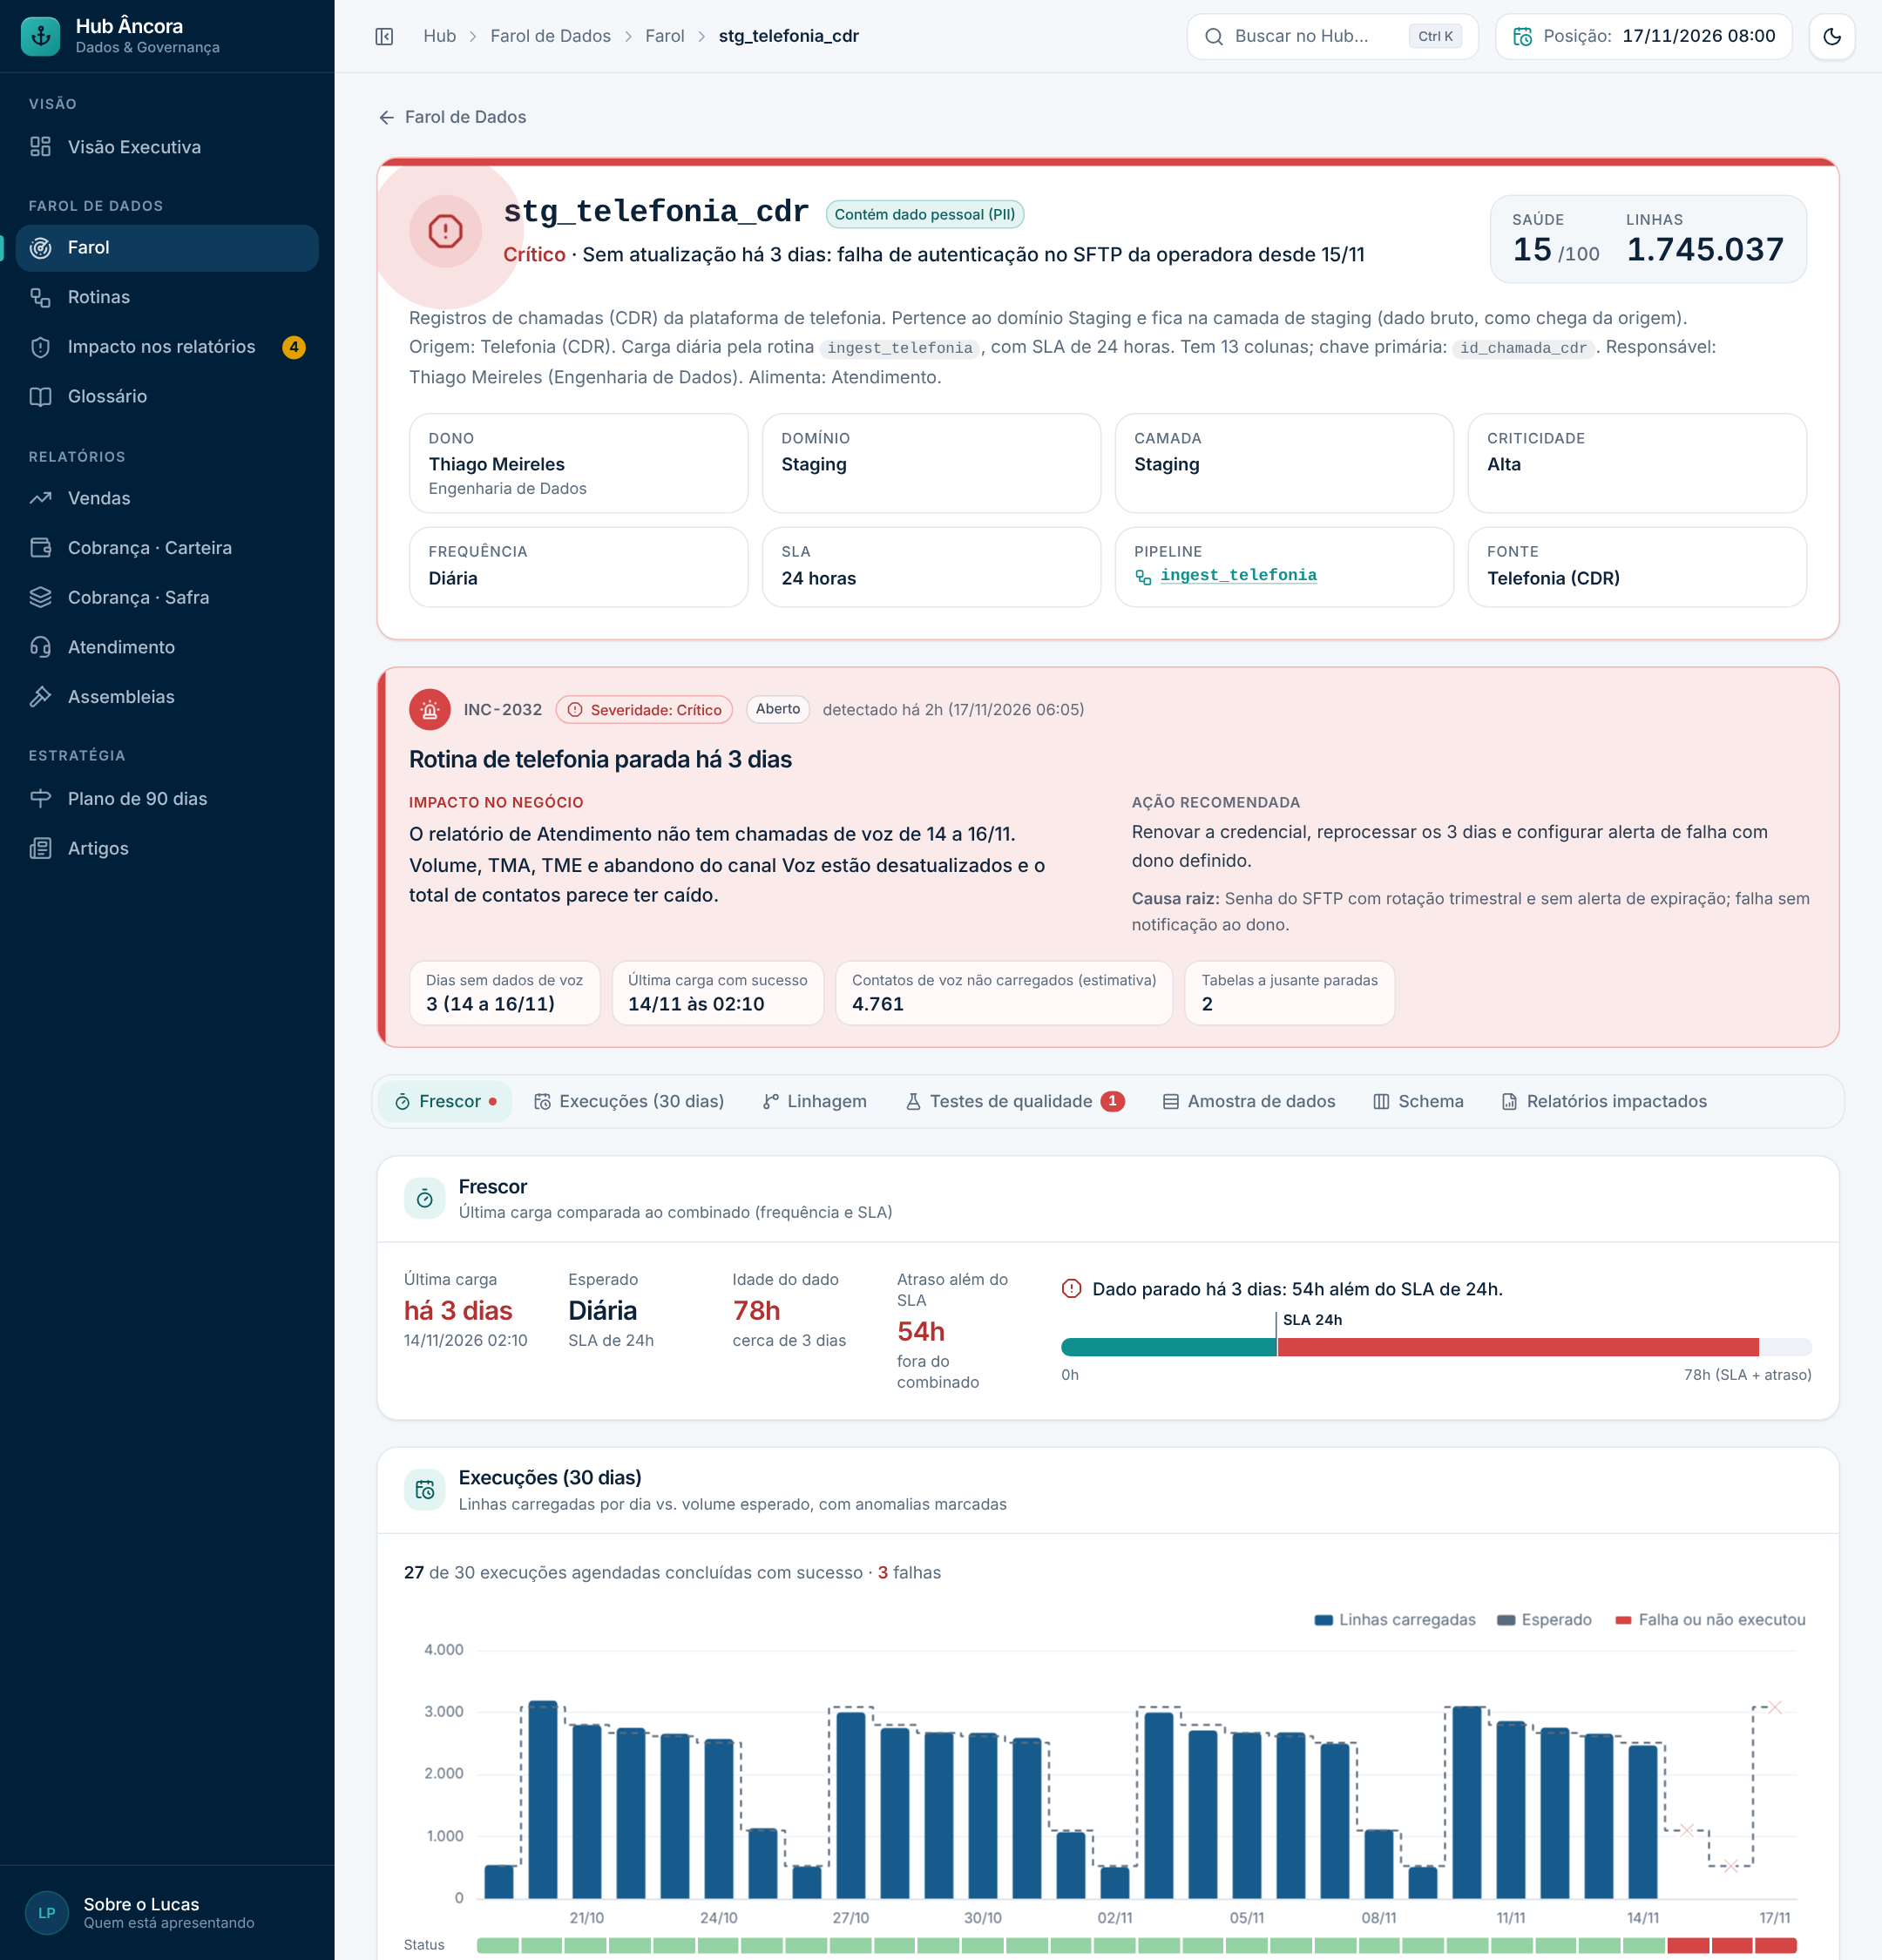 Hub Âncora
Dados & Governança
VISÃO
Visão Executiva
FAROL DE DADOS
Farol
Rotinas
Impacto nos relatórios 4
Glossário
RELATÓRIOS
Vendas
Cobrança · Carteira
Cobrança · Safra
Atendimento
Assembleias
ESTRATÉGIA
Plano de 90 dias
Artigos
LP
Sobre o Lucas
Quem está apresentando
Hub > Farol de Dados > Farol > stg_telefonia_cdr
Buscar no Hub... Ctrl K
Posição: 17/11/2026 08:00
← Farol de Dados
stg_telefonia_cdr Contém dado pessoal (PII)
Crítico · Sem atualização há 3 dias: falha de autenticação no SFTP da operadora desde 15/11
SAÚDE LINHAS
15 /100 1.745.037
Registros de chamadas (CDR) da plataforma de telefonia. Pertence ao domínio Staging e fica na camada de staging (dado bruto, como chega da origem).
Origem: Telefonia (CDR). Carga diária pela rotina ingest_telefonia, com SLA de 24 horas. Tem 13 colunas; chave primária: id_chamada_cdr. Responsável:
Thiago Meireles (Engenharia de Dados). Alimenta: Atendimento.
DONO
Thiago Meireles
Engenharia de Dados
DOMÍNIO
Staging
CAMADA
Staging
CRITICIDADE
Alta
FREQUÊNCIA
Diária
SLA
24 horas
PIPELINE
ingest_telefonia
FONTE
Telefonia (CDR)
INC-2032 Severidade: Crítico Aberto detectado há 2h (17/11/2026 06:05)
Rotina de telefonia parada há 3 dias
IMPACTO NO NEGÓCIO
O relatório de Atendimento não tem chamadas de voz de 14 a 16/11.
Volume, TMA, TME e abandono do canal Voz estão desatualizados e o
total de contatos parece ter caído.
AÇÃO RECOMENDADA
Renovar a credencial, reprocessar os 3 dias e configurar alerta de falha com
dono definido.
Causa raiz: Senha do SFTP com rotação trimestral e sem alerta de expiração; falha sem
notificação ao dono.
Dias sem dados de voz
3 (14 a 16/11)
Última carga com sucesso
14/11 às 02:10
Contatos de voz não carregados (estimativa)
4.761
Tabelas a jusante paradas
2
Frescor
Execuções (30 dias)
Linhagem
Testes de qualidade 1
Amostra de dados
Schema
Relatórios impactados
Frescor
Última carga comparada ao combinado (frequência e SLA)
Última carga
há 3 dias
14/11/2026 02:10
Esperado
Diária
SLA de 24h
Idade do dado
78h
cerca de 3 dias
Atraso além do
SLA
54h
fora do
combinado
Dado parado há 3 dias: 54h além do SLA de 24h.
SLA 24h
0h 78h (SLA + atraso)
Execuções (30 dias)
Linhas carregadas por dia vs. volume esperado, com anomalias marcadas
27 de 30 execuções agendadas concluídas com sucesso · 3 falhas
Linhas carregadas Esperado Falha ou não executou
4.000
3.000
2.000
1.000
0
21/10 24/10 27/10 30/10 02/11 05/11 08/11 11/11 14/11 17/11
Status